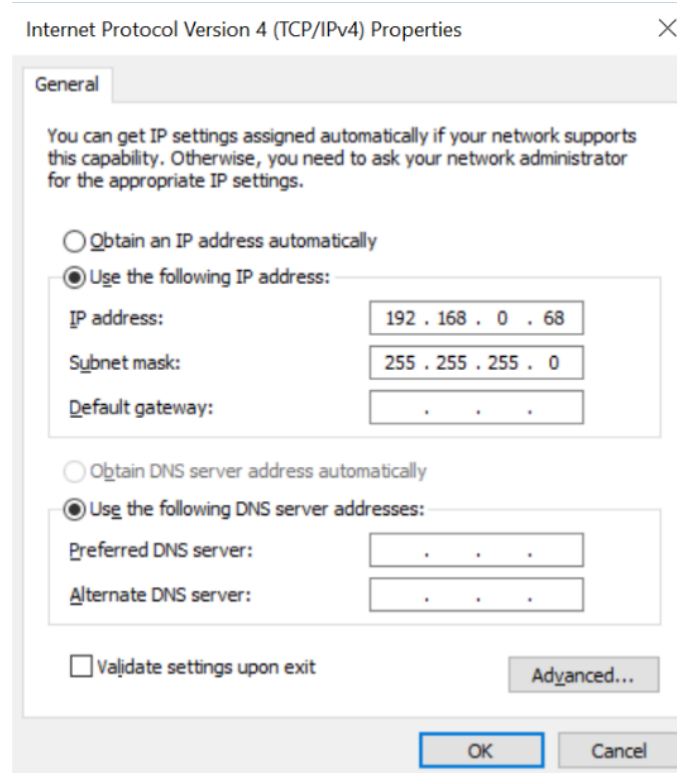 Internet Protocol Version 4 (TCP/IPv4) Properties
General
You can get IP settings assigned automatically if your network supports
this capability. Otherwise, you need to ask your network administrator
for the appropriate IP settings.
Obtain an IP address automatically
Use the following IP address:
IP address: 192 . 168 . 0 . 68
Subnet mask: 255 . 255 . 255 . 0
Default gateway: . . .
Obtain DNS server address automatically
Use the following DNS server addresses:
Preferred DNS server: . . .
Alternate DNS server: . . .
Validate settings upon exit
Advanced...
OK Cancel